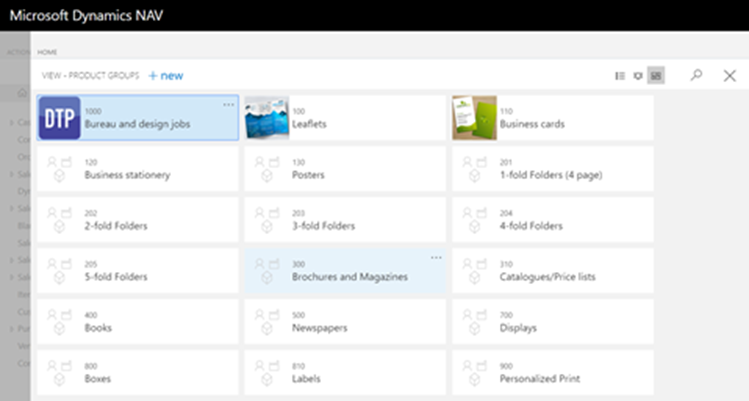 Microsoft Dynamics NAV
ACTION HOME
VIEW - PRODUCT GROUPS + new
1000
DTP
Bureau and design jobs
100
Leaflets
110
Business cards
120
Business stationery
130
Posters
201
1-fold Folders (4 page)
202
2-fold Folders
203
3-fold Folders
204
4-fold Folders
205
5-fold Folders
300
Brochures and Magazines
310
Catalogues/Price lists
400
Books
500
Newspapers
700
Displays
800
Boxes
810
Labels
900
Personalized Print